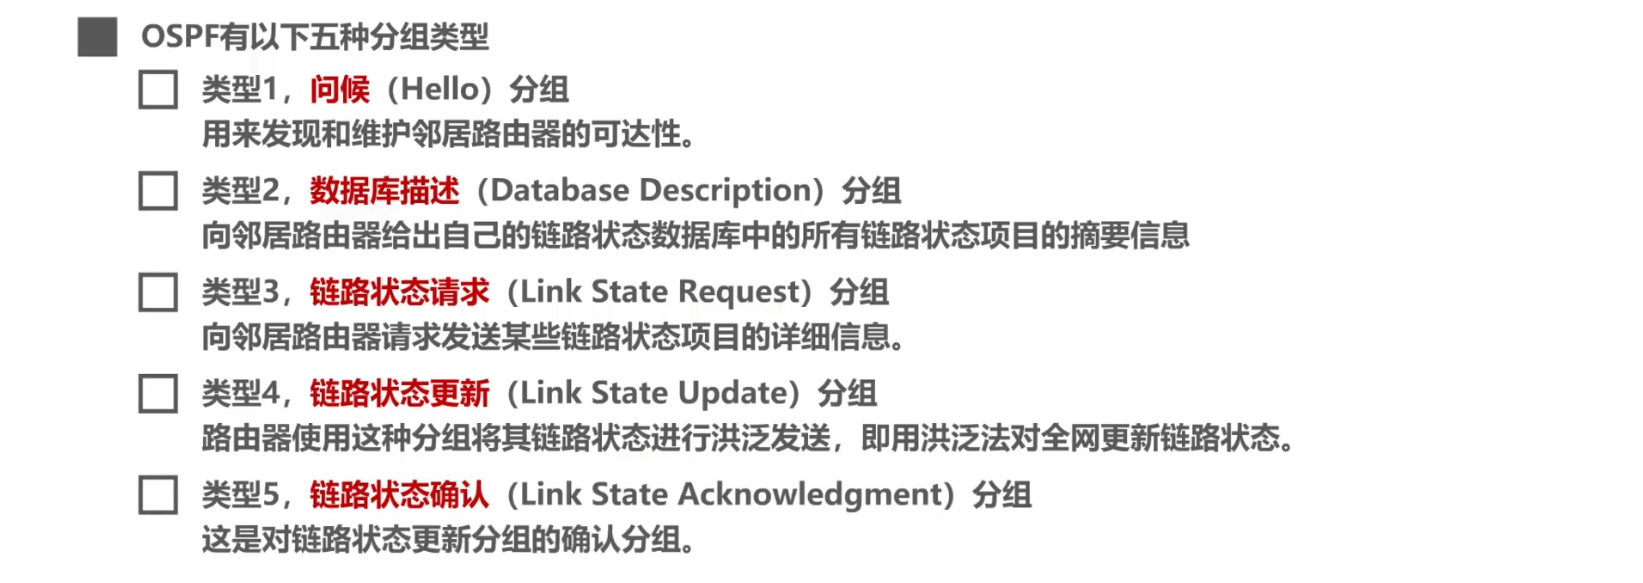 OSPF有以下五种分组类型
类型1，问候（Hello）分组
用来发现和维护邻居路由器的可达性。
类型2，数据库描述（Database Description）分组
向邻居路由器给出自己的链路状态数据库中的所有链路状态项目的摘要信息
类型3，链路状态请求（Link State Request）分组
向邻居路由器请求发送某些链路状态项目的详细信息。
类型4，链路状态更新（Link State Update）分组
路由器使用这种分组将其链路状态进行洪泛发送，即用洪泛法对全网更新链路状态。
类型5，链路状态确认（Link State Acknowledgment）分组
这是对链路状态更新分组的确认分组。